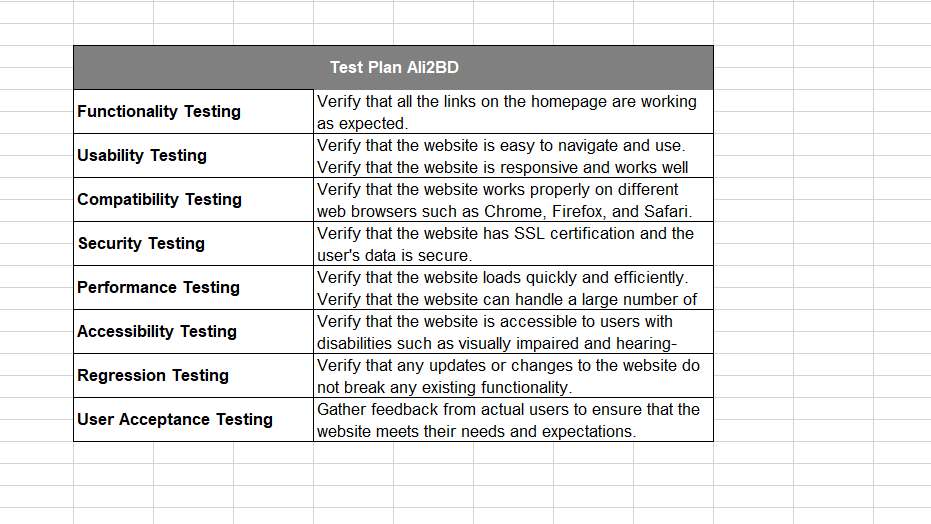 Test Plan Ali2BD
Functionality Testing
Verify that all the links on the homepage are working
as expected.
Usability Testing
Verify that the website is easy to navigate and use.
Verify that the website is responsive and works well
Compatibility Testing
Verify that the website works properly on different
web browsers such as Chrome, Firefox, and Safari.
Security Testing
Verify that the website has SSL certification and the
user's data is secure.
Performance Testing
Verify that the website loads quickly and efficiently.
Verify that the website can handle a large number of
Accessibility Testing
Verify that the website is accessible to users with
disabilities such as visually impaired and hearing-
Regression Testing
Verify that any updates or changes to the website do
not break any existing functionality.
User Acceptance Testing
Gather feedback from actual users to ensure that the
website meets their needs and expectations.